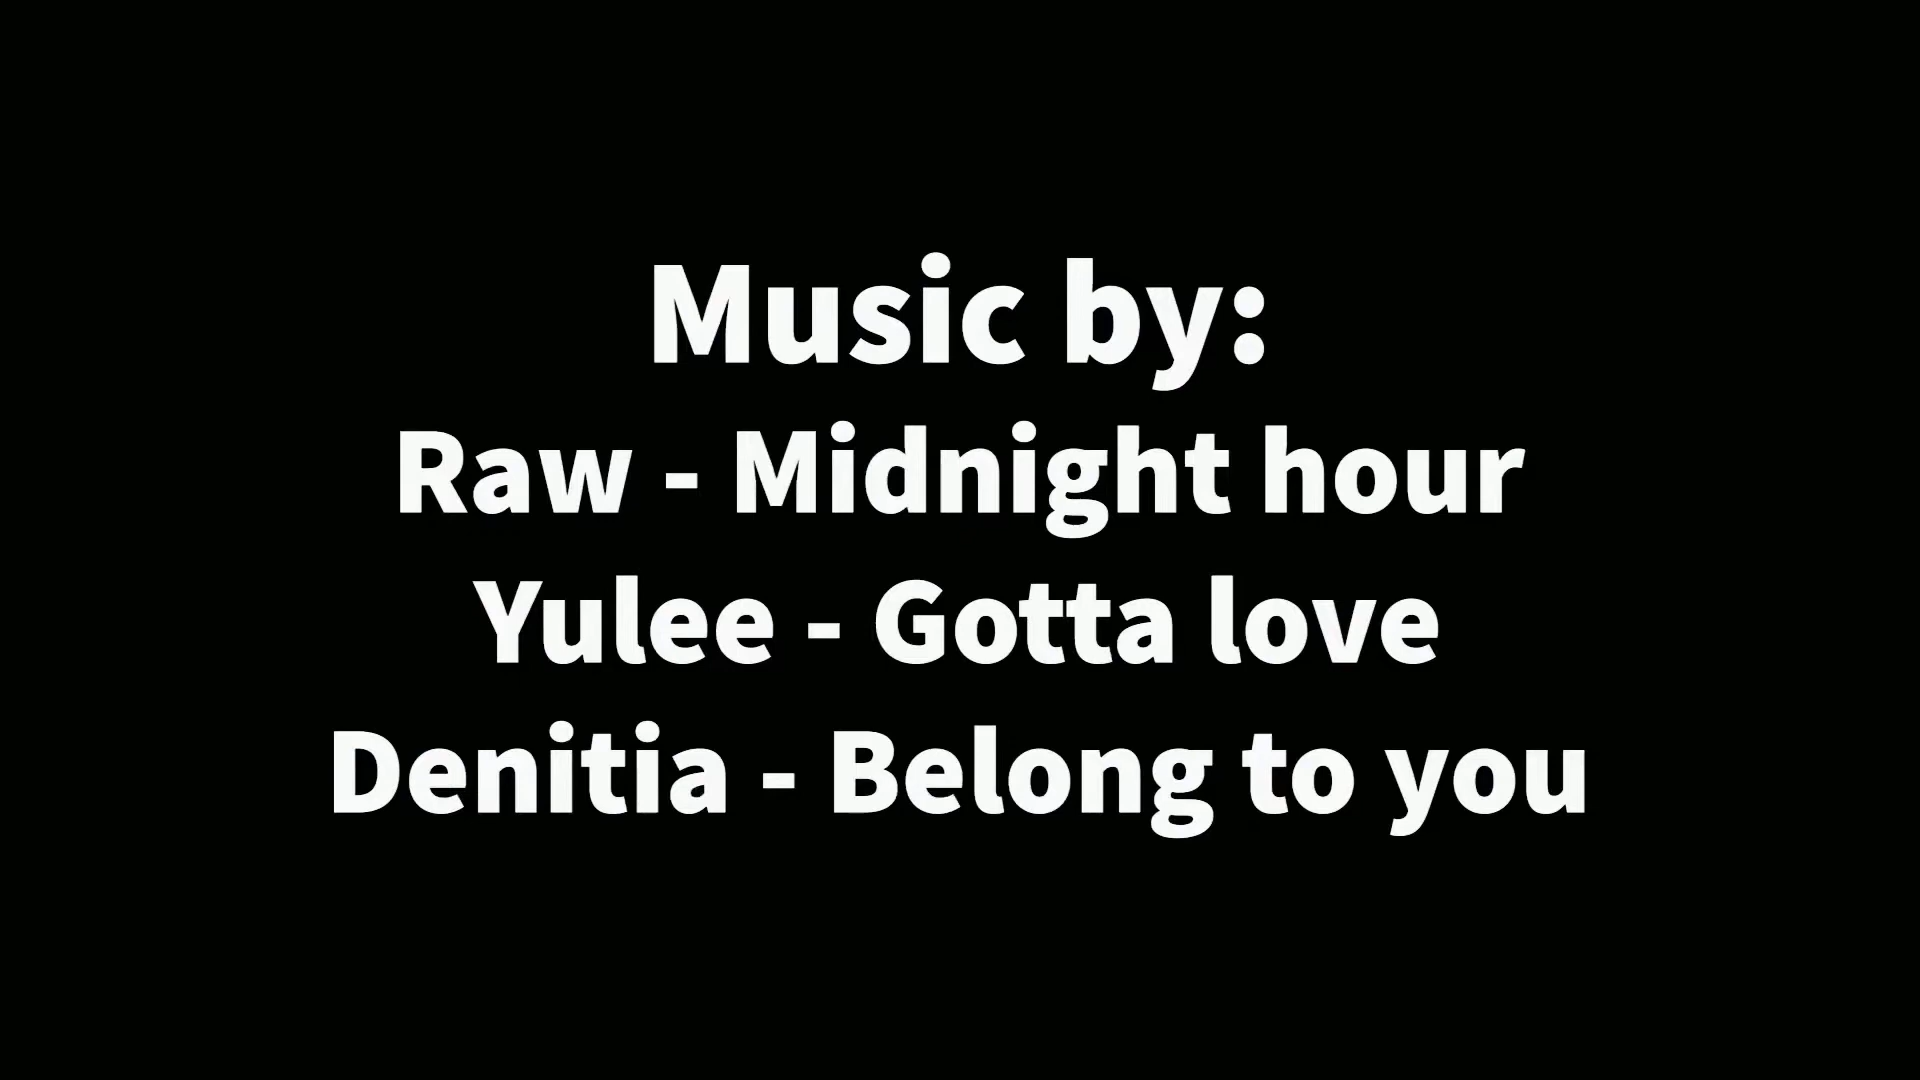 Music by:
Raw - Midnight hour
Yulee - Gotta love
Denitia - Belong to you